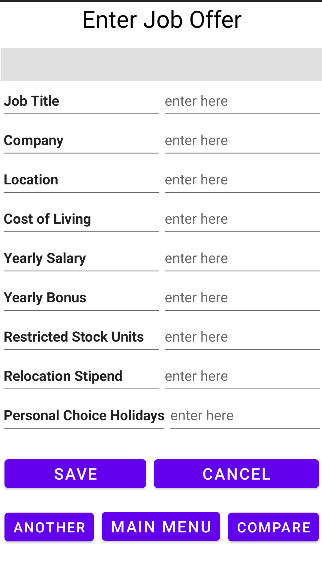 Enter Job Offer
Job Title enter here
Company enter here
Location enter here
Cost of Living enter here
Yearly Salary enter here
Yearly Bonus enter here
Restricted Stock Units enter here
Relocation Stipend enter here
Personal Choice Holidays enter here
SAVE CANCEL
ANOTHER MAIN MENU COMPARE